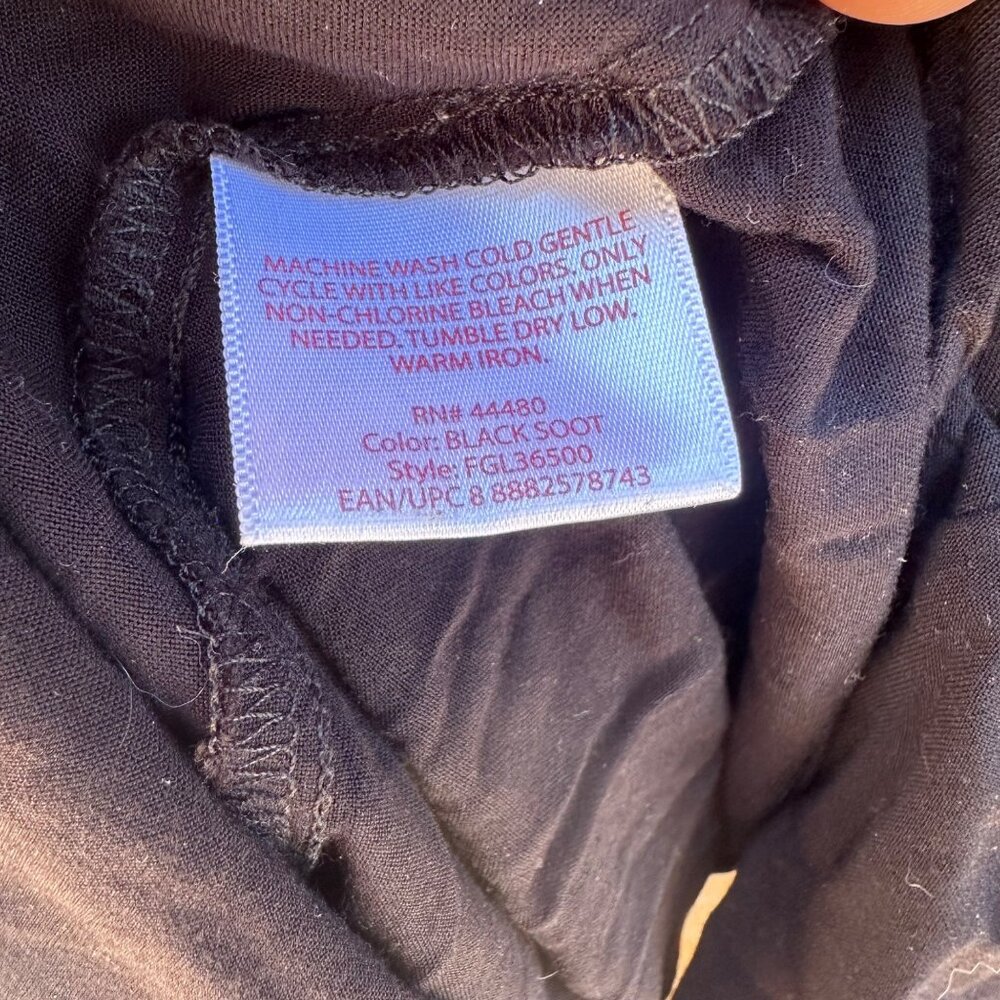 MACHINE WASH COLD GENTLE
CYCLE WITH LIKE COLORS. ONLY
NON-CHLORINE BLEACH WHEN
NEEDED. TUMBLE DRY LOW.
WARM IRON.
RN# 44480
Color: BLACK SOOT
Style: FGL36500
EAN/UPC 8 8882578743